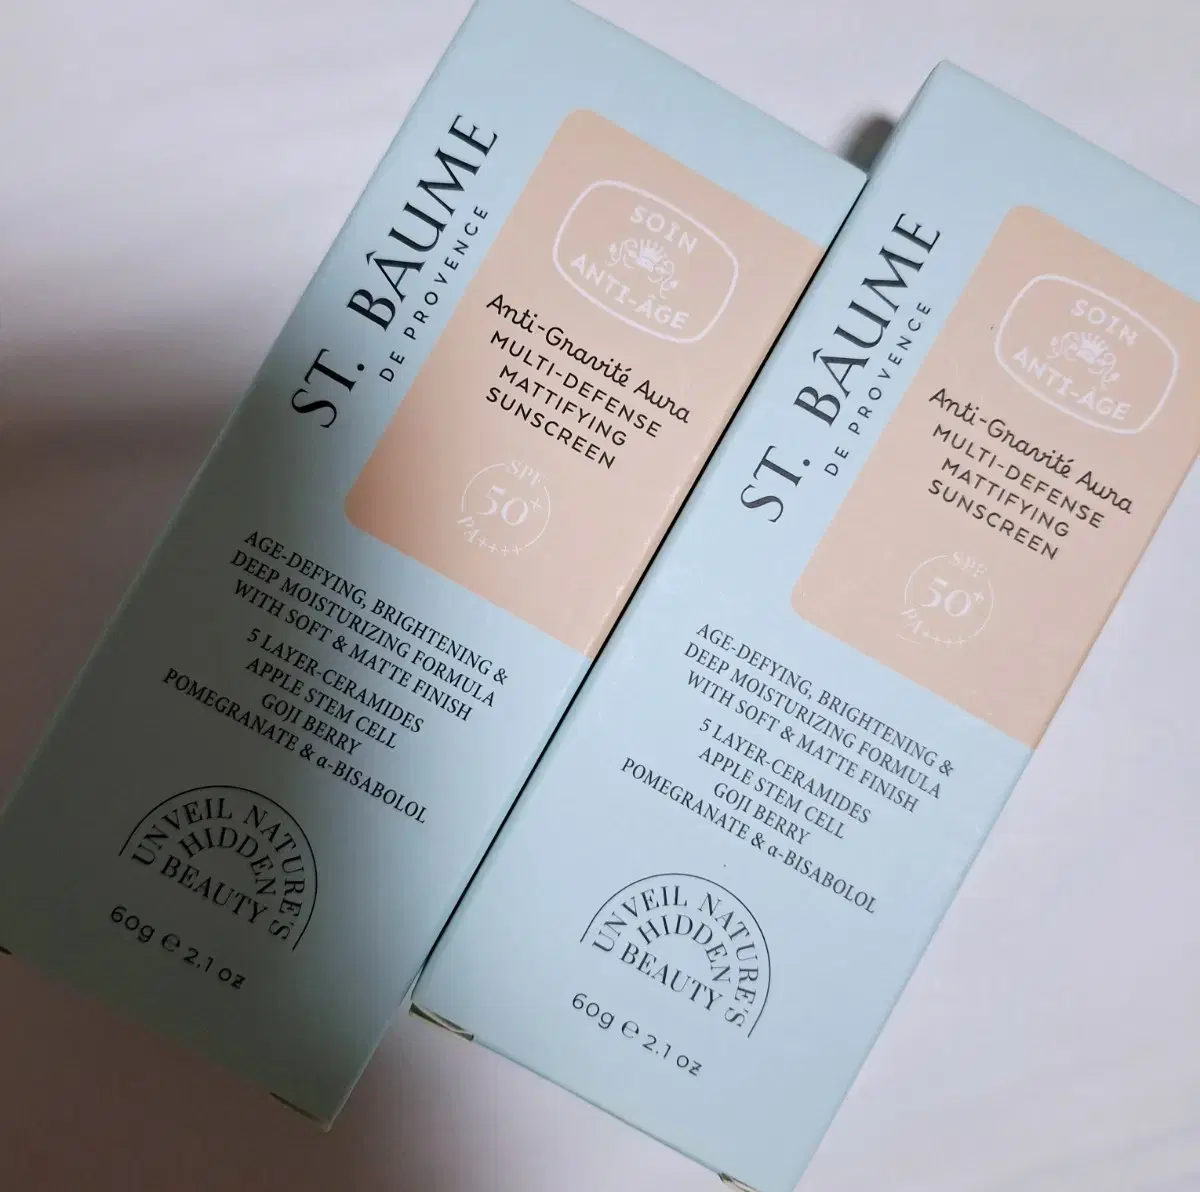 ST. BÂUME
DE PROVENCE
SOIN
ANTI-ÂGE
Anti-Gravité Aura
MULTI-DEFENSE
MATTIFYING
SUNSCREEN
SPF
50+
PA++++
AGE-DEFYING, BRIGHTENING &
DEEP MOISTURIZING FORMULA
WITH SOFT & MATTE FINISH
5 LAYER-CERAMIDES
APPLE STEM CELL
GOJI BERRY
POMEGRANATE & α-BISABOLOL
UNVEIL NATURE'S
HIDDEN
BEAUTY
60g ℮ 2.1 oz
ST. BÂUME
DE PROVENCE
SOIN
ANTI-ÂGE
Anti-Gravité Aura
MULTI-DEFENSE
MATTIFYING
SUNSCREEN
SPF
50+
PA++++
AGE-DEFYING, BRIGHTENING &
DEEP MOISTURIZING FORMULA
WITH SOFT & MATTE FINISH
5 LAYER-CERAMIDES
APPLE STEM CELL
GOJI BERRY
POMEGRANATE & α-BISABOLOL
UNVEIL NATURE'S
HIDDEN
BEAUTY
60g ℮ 2.1 oz